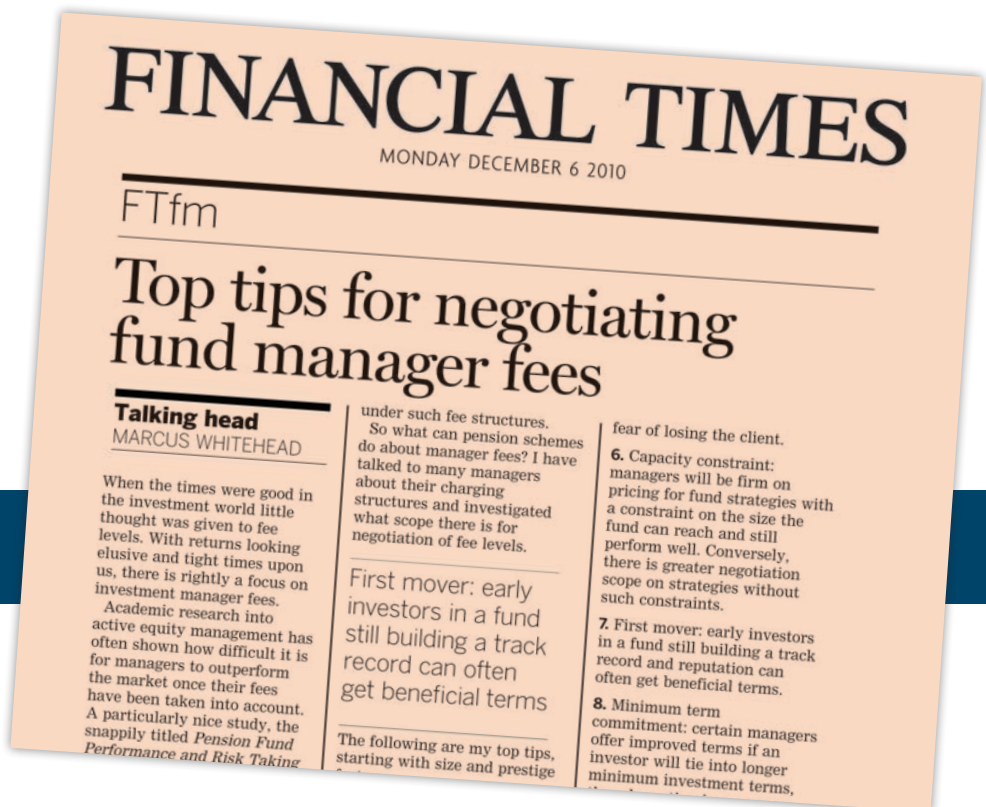 FINANCIAL TIMES
MONDAY DECEMBER 6 2010
FTfm
Top tips for negotiating
fund manager fees
Talking head
MARCUS WHITEHEAD
When the times were good in
the investment world little
thought was given to fee
levels. With returns looking
elusive and tight times upon
us, there is rightly a focus on
investment manager fees.
Academic research into
active equity management has
often shown how difficult it is
for managers to outperform
the market once their fees
have been taken into account.
A particularly nice study, the
snappily titled Pension Fund
Performance and Risk Taking
under such fee structures.
So what can pension schemes
do about manager fees? I have
talked to many managers
about their charging
structures and investigated
what scope there is for
negotiation of fee levels.
First mover: early
investors in a fund
still building a track
record can often
get beneficial terms
The following are my top tips,
starting with size and prestige
fear of losing the client.
6. Capacity constraint:
managers will be firm on
pricing for fund strategies with
a constraint on the size the
fund can reach and still
perform well. Conversely,
there is greater negotiation
scope on strategies without
such constraints.
7. First mover: early investors
in a fund still building a track
record and reputation can
often get beneficial terms.
8. Minimum term
commitment: certain managers
offer improved terms if an
investor will tie into longer
minimum investment terms,